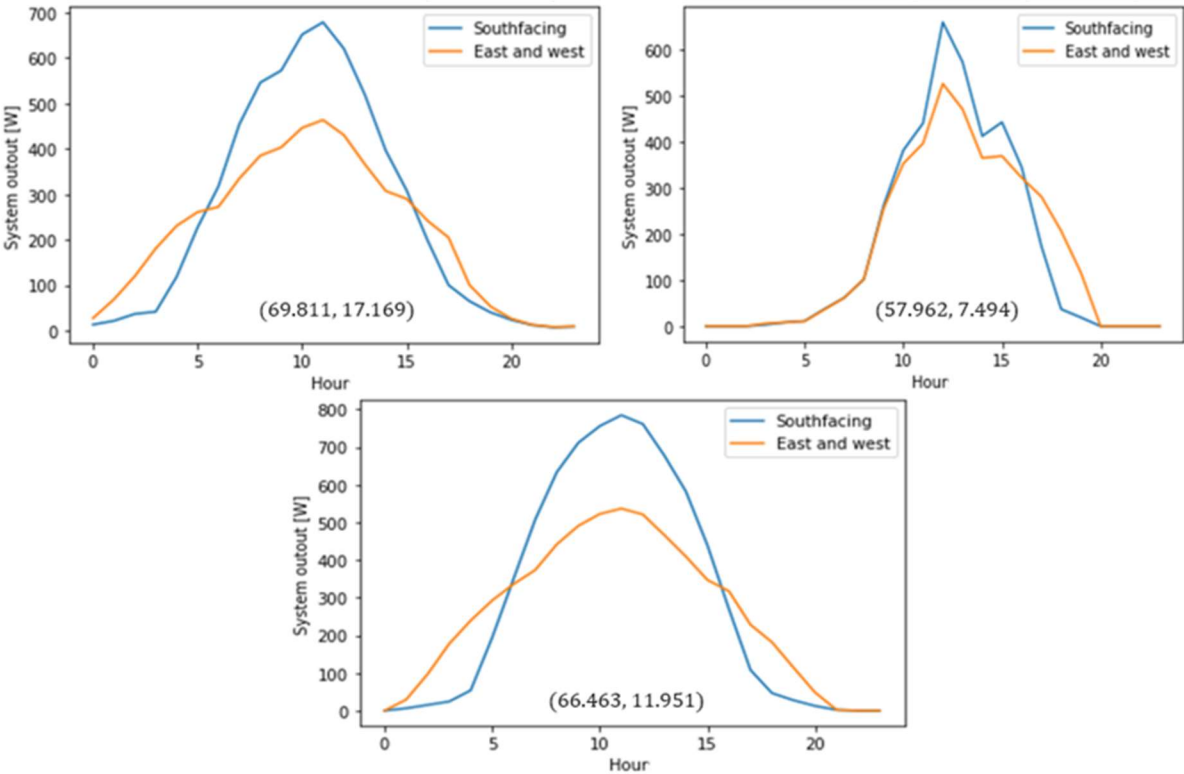 700
600
500
400
300
200
100
0
System outout [W]
Southfacing
East and west
(69.811, 17.169)
0 5 10 15 20
Hour
600
500
400
300
200
100
0
System outout [W]
Southfacing
East and west
(57.962, 7.494)
0 5 10 15 20
Hour
800
700
600
500
400
300
200
100
0
System outout [W]
Southfacing
East and west
(66.463, 11.951)
0 5 10 15 20
Hour